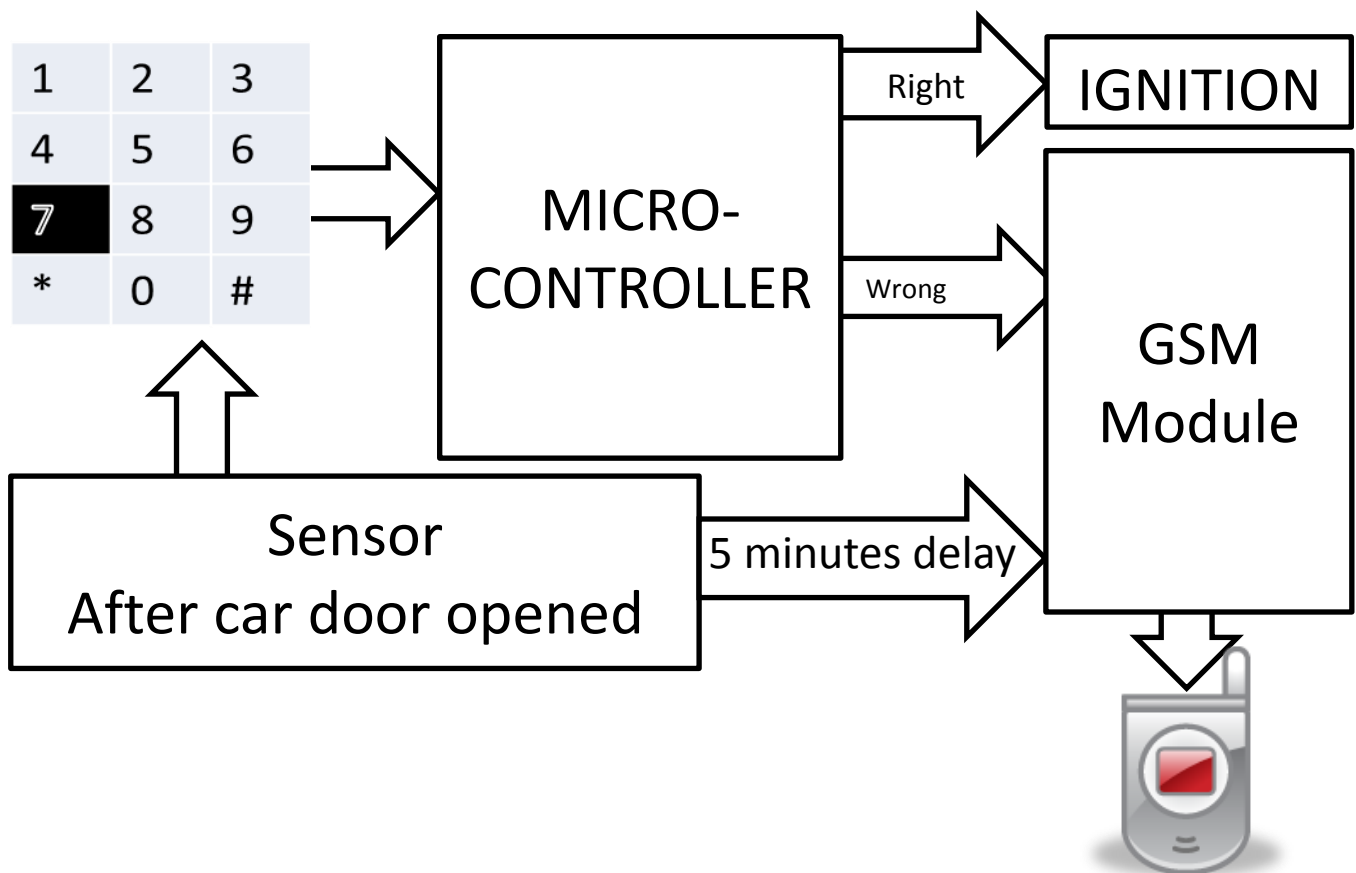 1 2 3
4 5 6
7 8 9
* 0 #
MICRO-
CONTROLLER
Right
IGNITION
Wrong
GSM
Module
Sensor
After car door opened
5 minutes delay